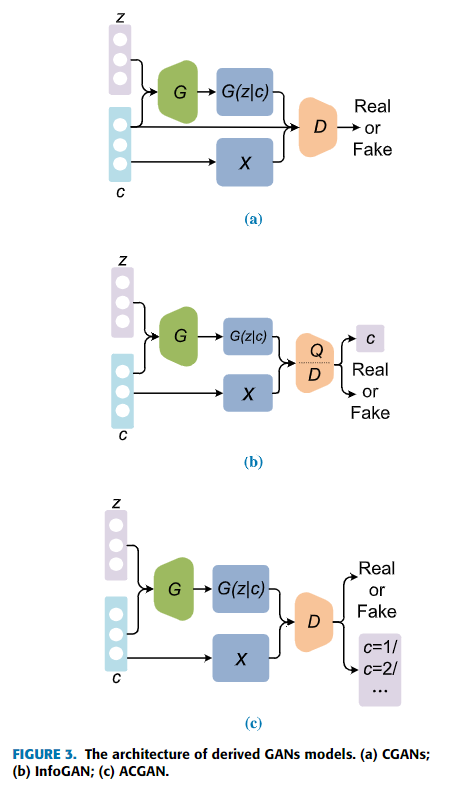 z
G
G(z|c)
D
Real
or
Fake
X
c
(a)
z
G
G(z|c)
Q
D
c
Real
or
Fake
X
c
(b)
z
G
G(z|c)
D
Real
or
Fake
X
c=1/
c=2/
...
c
(c)
FIGURE 3. The architecture of derived GANs models. (a) CGANs;
(b) InfoGAN; (c) ACGAN.